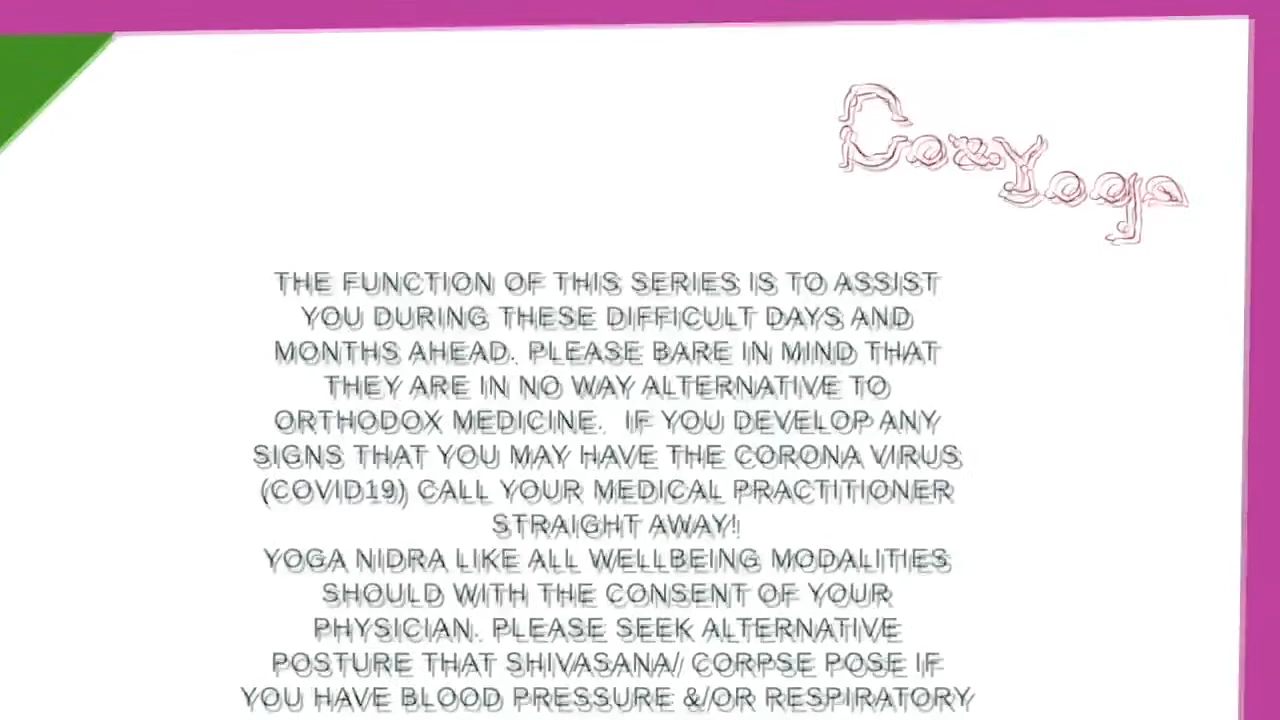 Cozy
Yoga
THE FUNCTION OF THIS SERIES IS TO ASSIST
YOU DURING THESE DIFFICULT DAYS AND
MONTHS AHEAD. PLEASE BARE IN MIND THAT
THEY ARE IN NO WAY ALTERNATIVE TO
ORTHODOX MEDICINE.  IF YOU DEVELOP ANY
SIGNS THAT YOU MAY HAVE THE CORONA VIRUS
(COVID19) CALL YOUR MEDICAL PRACTITIONER
STRAIGHT AWAY!
YOGA NIDRA LIKE ALL WELLBEING MODALITIES
SHOULD WITH THE CONSENT OF YOUR
PHYSICIAN. PLEASE SEEK ALTERNATIVE
POSTURE THAT SHIVASANA/ CORPSE POSE IF
YOU HAVE BLOOD PRESSURE &/OR RESPIRATORY